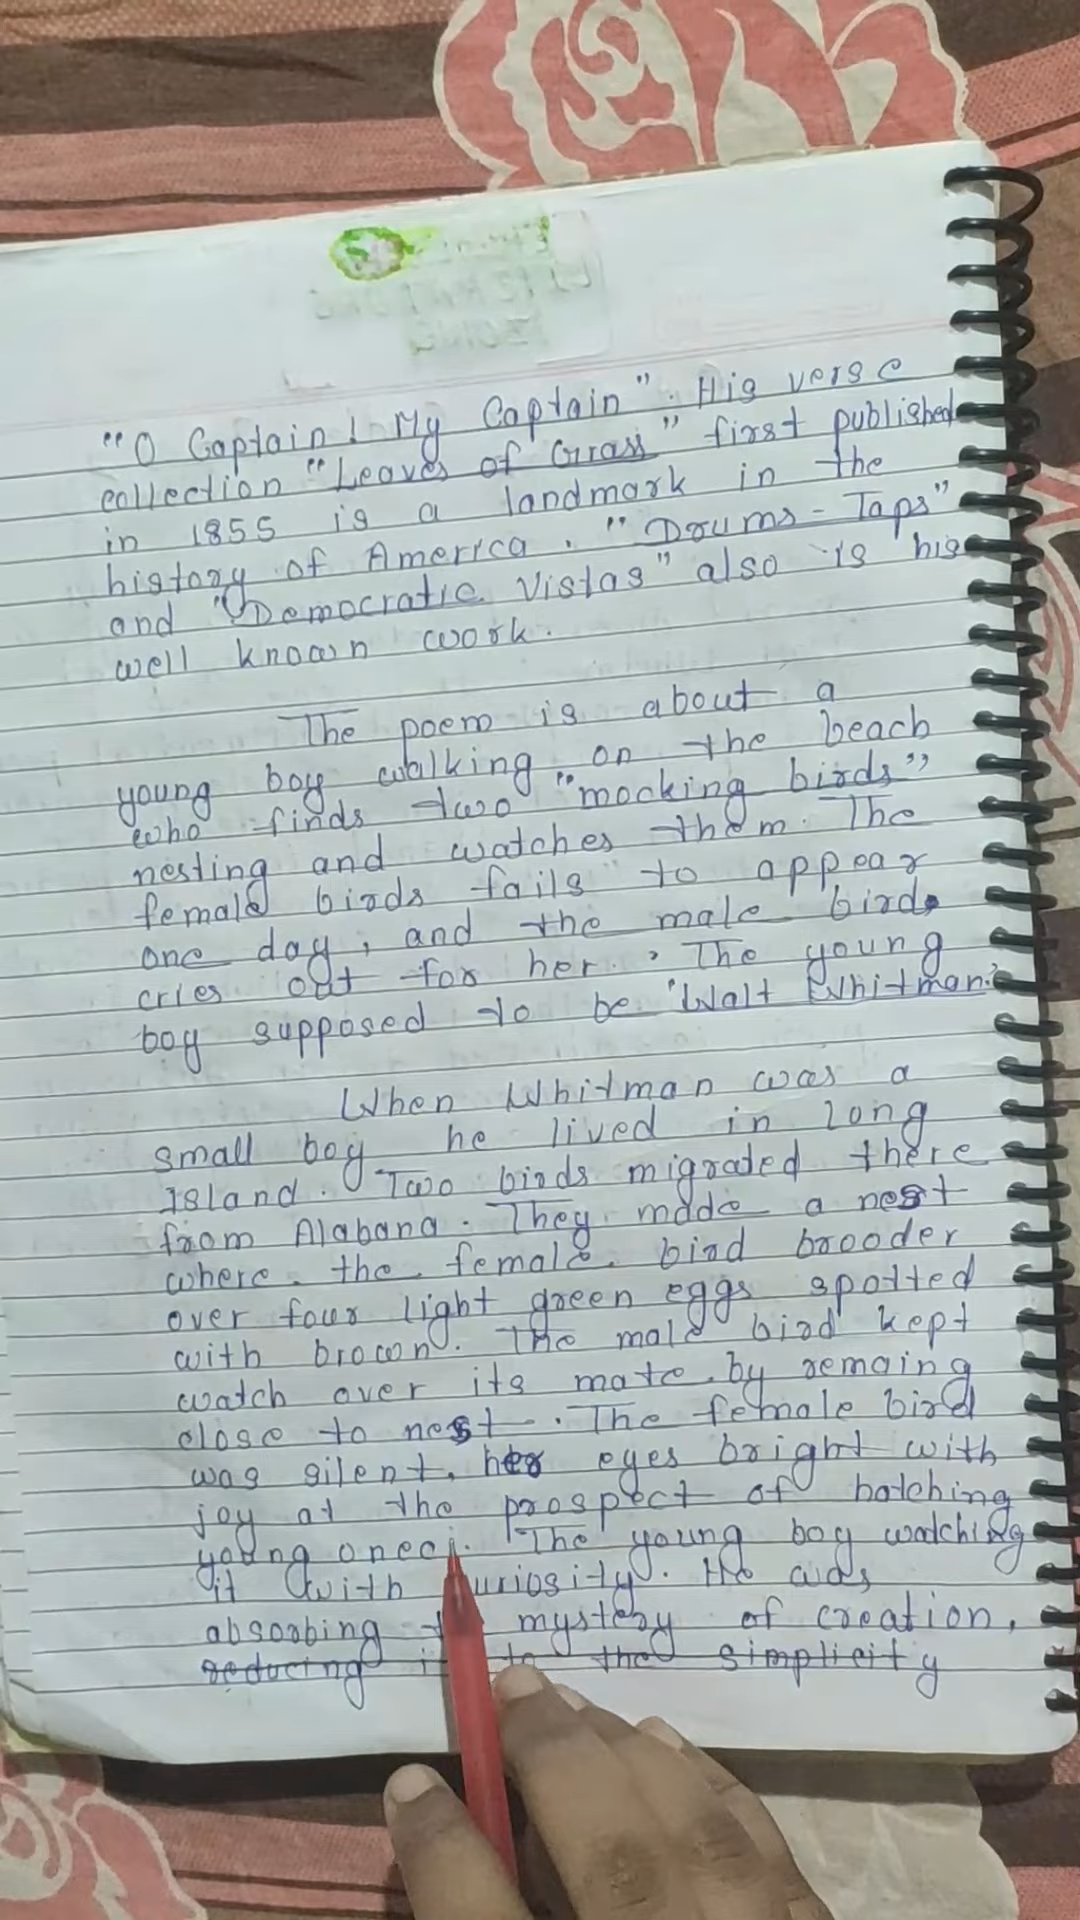 "O Captain! My Captain". His verse
collection "Leaves of Grass" first published
in 1855 is a landmark in the
history of America. "Drums-Taps"
and "Democratic Vistas" also is his
well known work.
The poem is about a
young boy walking on the beach
who finds two "mocking birds"
nesting and watches them. The
female birds fails to appear
one day, and the male bird
cries out for her. The young
boy supposed to be 'Walt Whitman.'
When Whitman was a
small boy he lived in long
Island. Two birds migrated there
from Alabana. They made a nest
where the female bird brooder
over four light green eggs spotted
with brown. The male bird kept
watch over its mate by remaing
close to nest. The female bird
was silent, her eyes bright with
joy at the prospect of hatching
young The young boy watching
it with He was
absorbing mystery of creation,
reducing to the simplicity